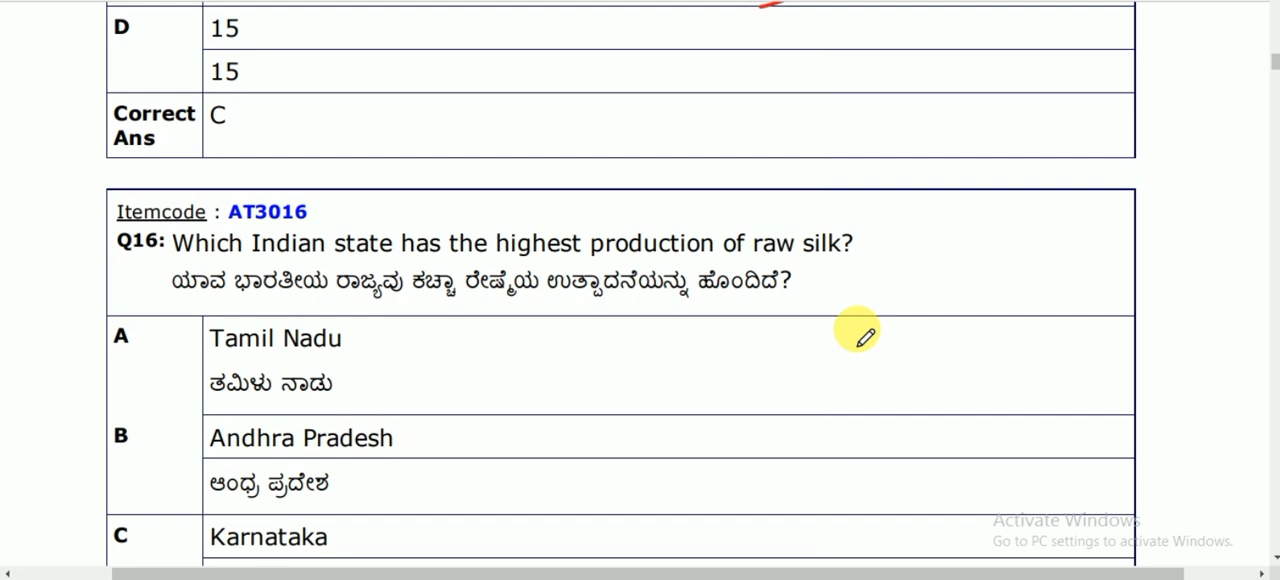 D
15
15
Correct Ans
C
Itemcode : AT3016
Q16: Which Indian state has the highest production of raw silk?
ಯಾವ ಭಾರತೀಯ ರಾಜ್ಯವು ಕಚ್ಚಾ ರೇಷ್ಮೆಯ ಉತ್ಪಾದನೆಯನ್ನು ಹೊಂದಿದೆ?
A
Tamil Nadu
ತಮಿಳು ನಾಡು
B
Andhra Pradesh
ಆಂಧ್ರ ಪ್ರದೇಶ
C
Karnataka
Activate Windows
Go to PC settings to activate Windows.